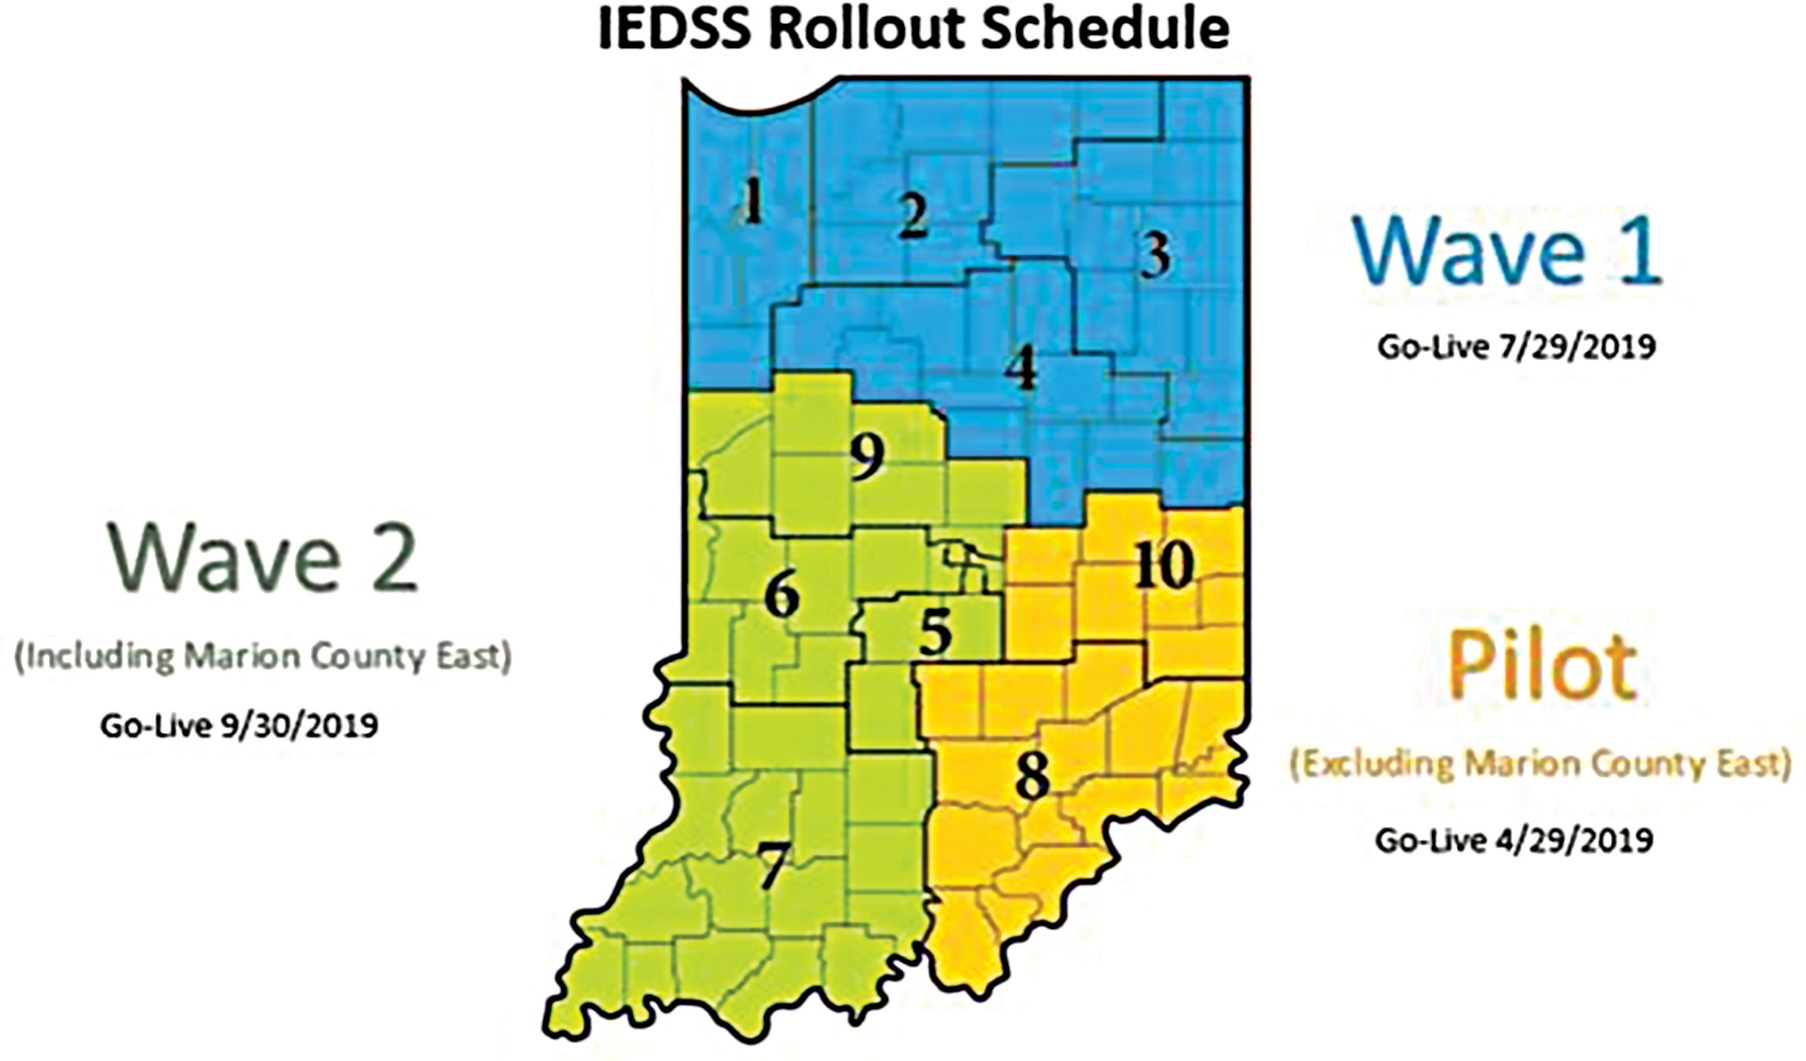 IEDSS Rollout Schedule
1
2
3
Wave 1
Go-Live 7/29/2019
4
9
Wave 2
(Including Marion County East)
Go-Live 9/30/2019
10
6
5
Pilot
(Excluding Marion County East)
Go-Live 4/29/2019
8
7